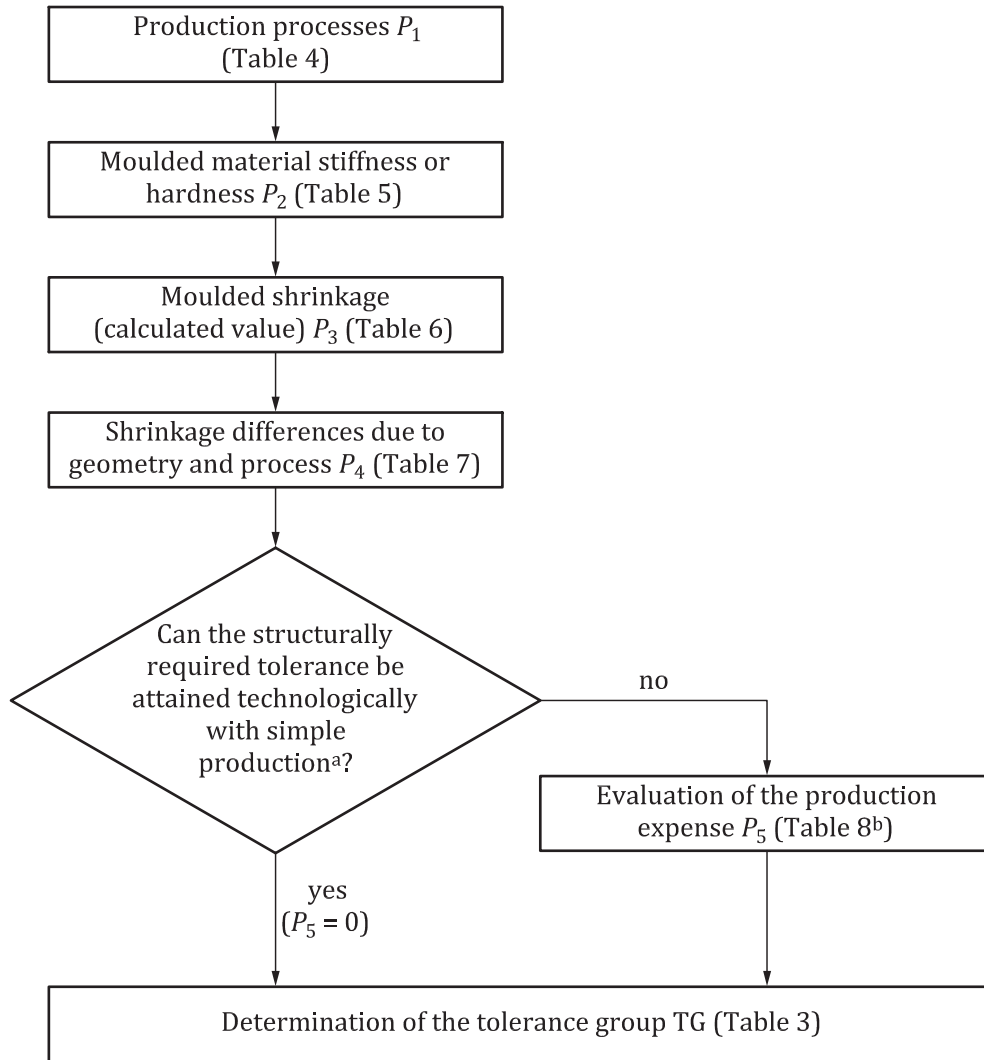 Production processes P1
(Table 4)
Moulded material stiffness or
hardness P2 (Table 5)
Moulded shrinkage
(calculated value) P3 (Table 6)
Shrinkage differences due to
geometry and process P4 (Table 7)
Can the structurally
required tolerance be
attained technologically
with simple
productiona?
no
Evaluation of the production
expense P5 (Table 8b)
yes
(P5 = 0)
Determination of the tolerance group TG (Table 3)